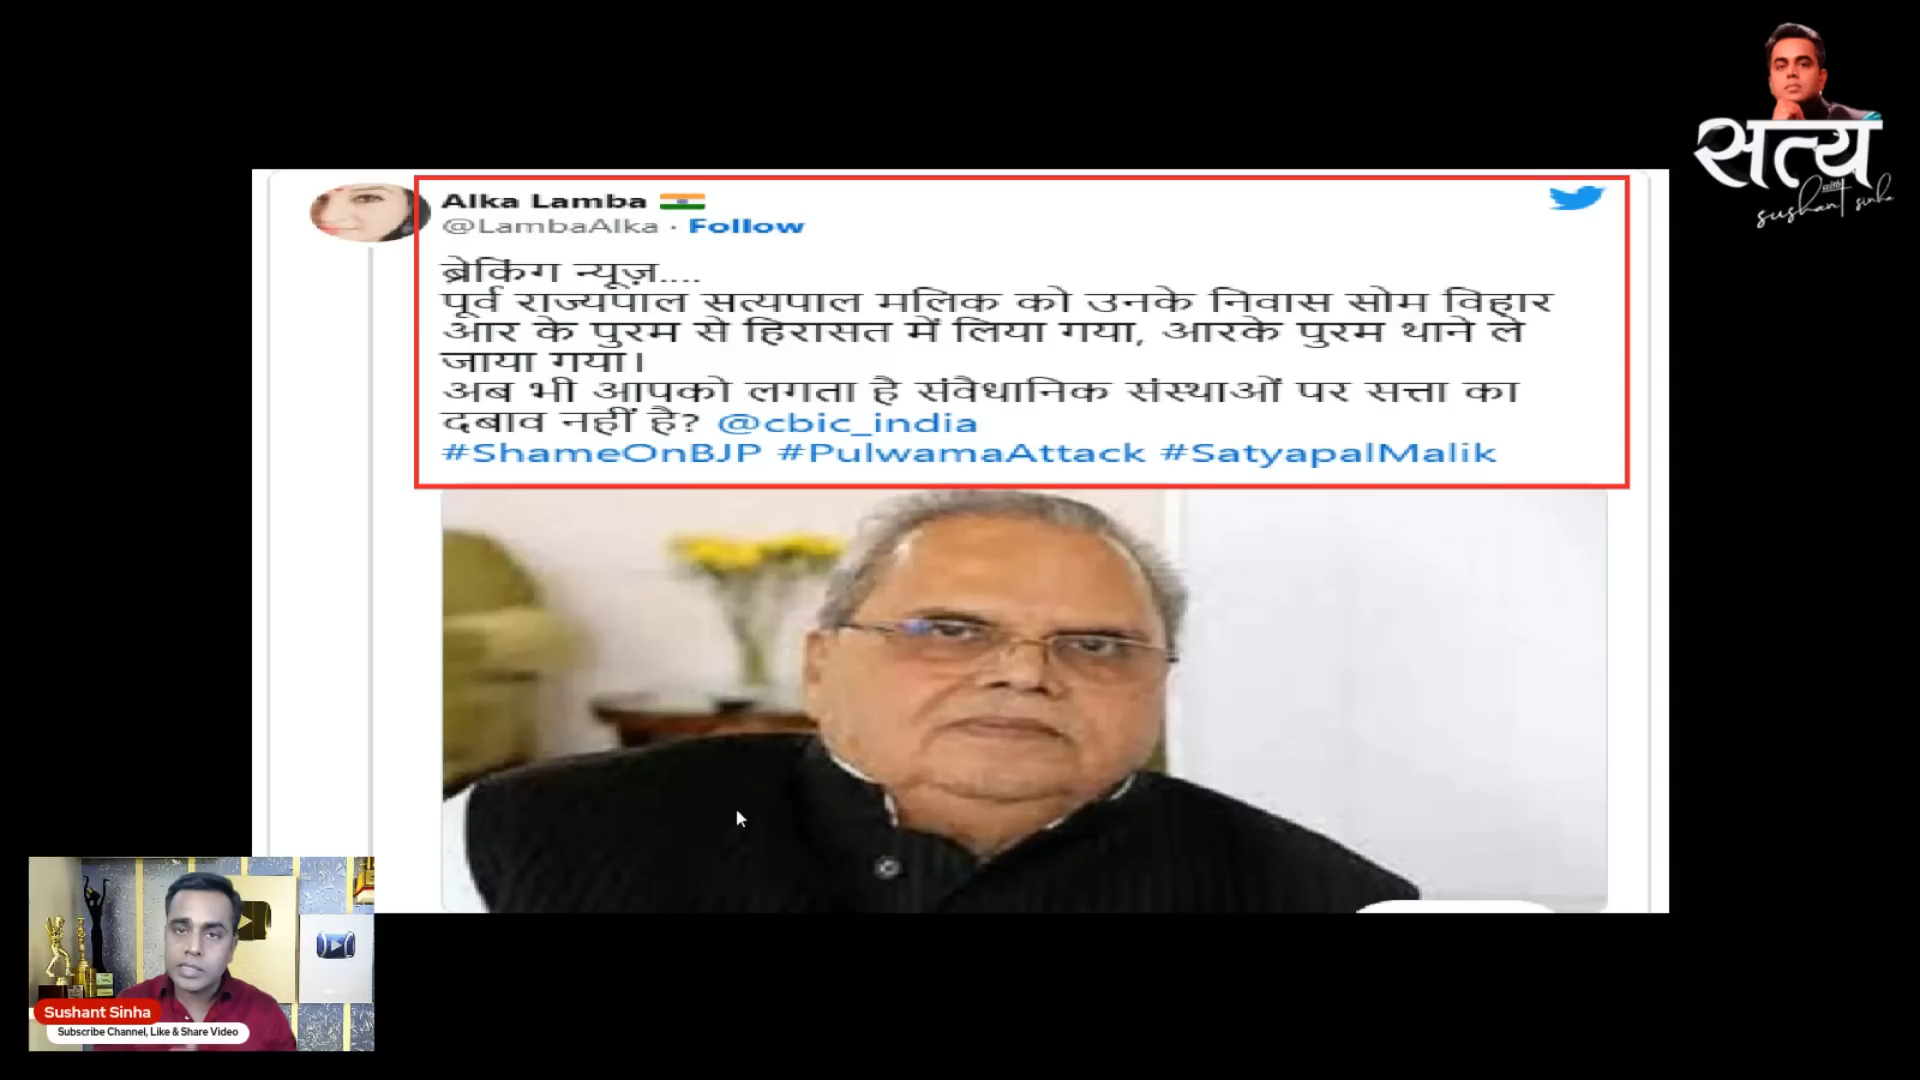 सत्य
with
sushant sinha
Alka Lamba
@LambaAlka · Follow
ब्रेकिंग न्यूज़....
पूर्व राज्यपाल सत्यपाल मलिक को उनके निवास सोम विहार
आर के पुरम से हिरासत में लिया गया, आरके पुरम थाने ले
जाया गया।
अब भी आपको लगता है संवैधानिक संस्थाओं पर सत्ता का
दबाव नहीं है? @cbic_india
#ShameOnBJP #PulwamaAttack #SatyapalMalik
Sushant Sinha
Subscribe Channel, Like & Share Video